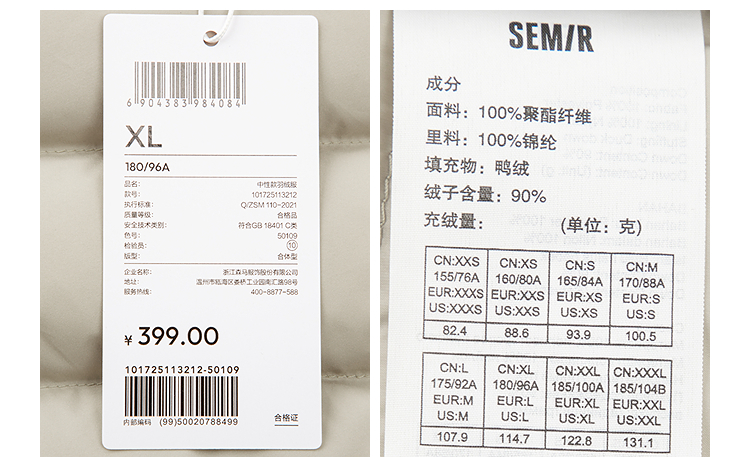 6 904383 984084
XL
180/96A
品名: 中性款羽绒服
款号: 101725113212
执行标准: Q/ZSM 110-2021
质量等级: 合格品
安全技术类别: 符合GB 18401 C类
色号: 50109
检验员: 10
版型: 合体型
企业名称: 浙江森马服饰股份有限公司
地址: 温州市瓯海区娄桥工业园南汇路98号
服务热线: 400-8877-588
¥ 399.00
101725113212-50109
内部编码 (99)50020788499
合格证
SEMIR
成分
面料: 100%聚酯纤维
里料: 100%锦纶
填充物: 鸭绒
绒子含量: 90%
充绒量: (单位: 克)
CN:XXS CN:XS CN:S CN:M
155/76A 160/80A 165/84A 170/88A
EUR:XXXS EUR:XXS EUR:XS EUR:S
US:XXXS US:XXS US:XS US:S
82.4 88.6 93.9 100.5
CN:L CN:XL CN:XXL CN:XXXL
175/92A 180/96A 185/100A 185/104B
EUR:M EUR:L EUR:XL EUR:XXL
US:M US:L US:XL US:XXL
107.9 114.7 122.8 131.1